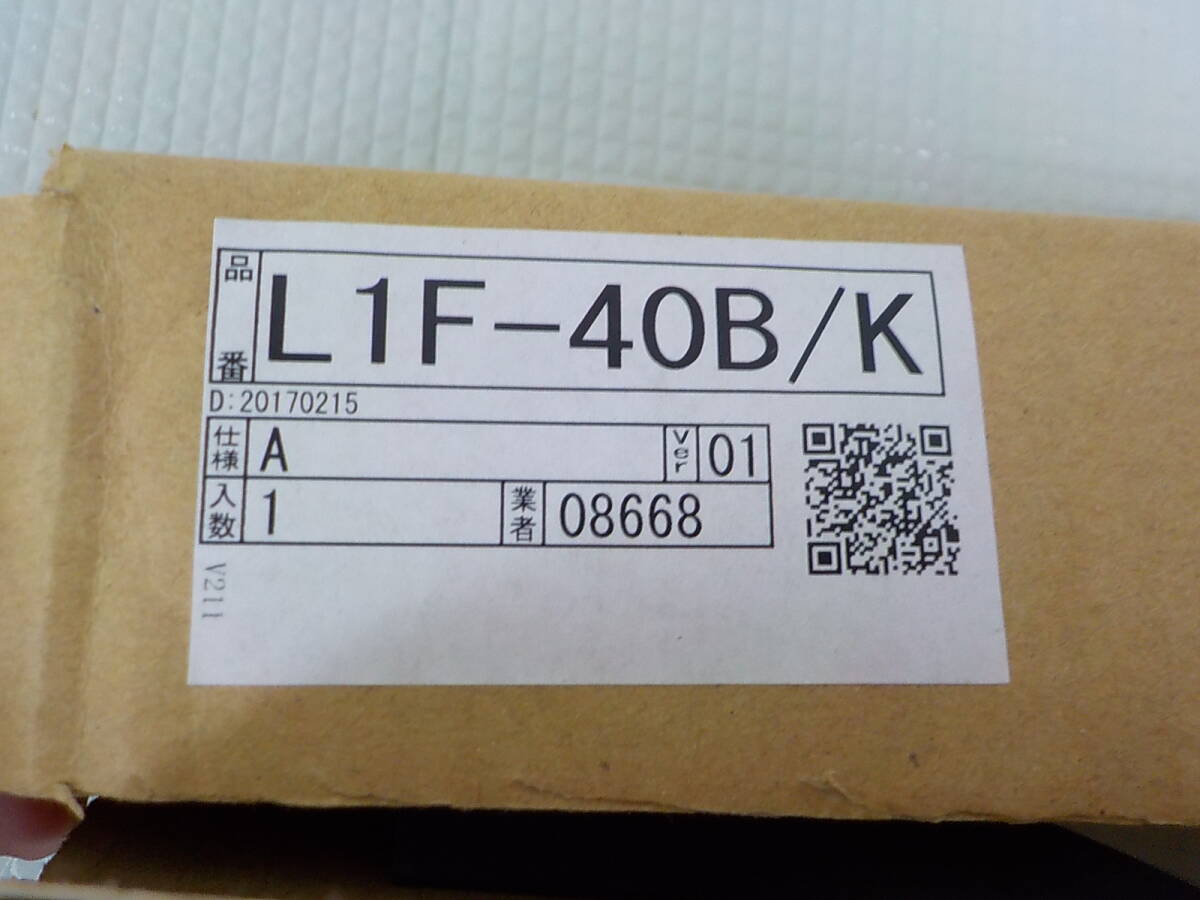 品番 L1F-40B/K
D:20170215
仕様 A Ver 01
入数 1 業者 08668
V211